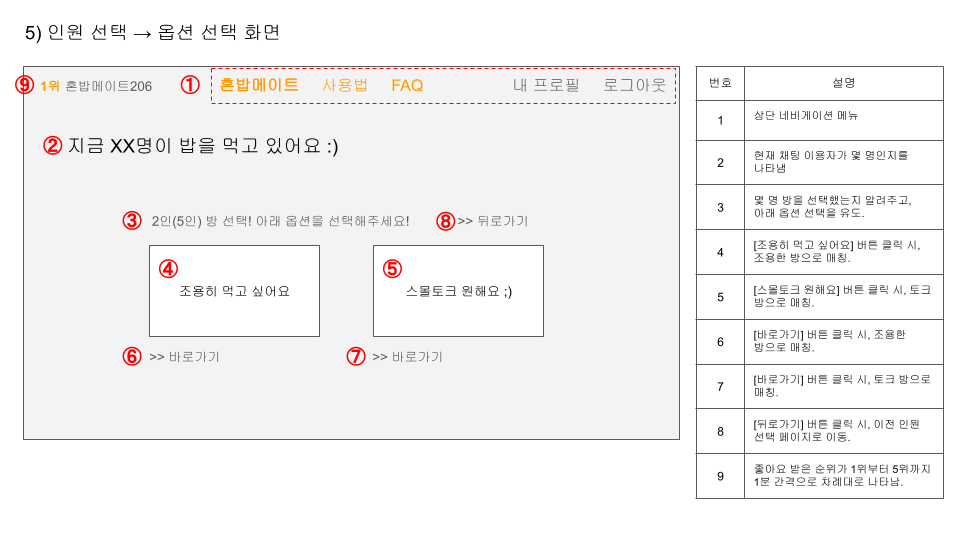 5) 인원 선택 → 옵션 선택 화면
⑨ 1위 혼밥메이트206 ① 혼밥메이트 사용법 FAQ 내 프로필 로그아웃
② 지금 XX명이 밥을 먹고 있어요 :)
③ 2인(5인) 방 선택! 아래 옵션을 선택해주세요! ⑧ >> 뒤로가기
④ ⑤
조용히 먹고 싶어요 스몰토크 원해요 ;)
⑥ >> 바로가기 ⑦ >> 바로가기
번호 설명
1 상단 네비게이션 메뉴
2 현재 채팅 이용자가 몇 명인지를
나타냄
3 몇 명 방을 선택했는지 알려주고,
아래 옵션 선택을 유도.
4 [조용히 먹고 싶어요] 버튼 클릭 시,
조용한 방으로 매칭.
5 [스몰토크 원해요] 버튼 클릭 시, 토크
방으로 매칭.
6 [바로가기] 버튼 클릭 시, 조용한
방으로 매칭.
7 [바로가기] 버튼 클릭 시, 토크 방으로
매칭.
8 [뒤로가기] 버튼 클릭 시, 이전 인원
선택 페이지로 이동.
9 좋아요 받은 순위가 1위부터 5위까지
1분 간격으로 차례대로 나타남.